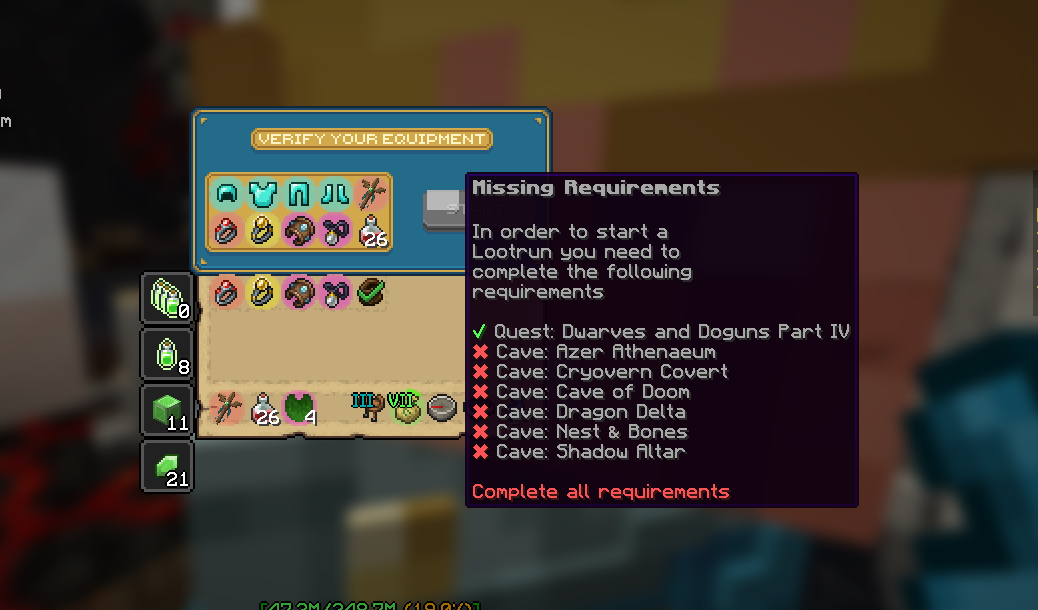 m
VERIFY YOUR EQUIPMENT
26
0
8
11
21
26
4
III
VII
Missing Requirements
In order to start a
Lootrun you need to
complete the following
requirements
✓ Quest: Dwarves and Doguns Part IV
✖ Cave: Azer Athenaeum
✖ Cave: Cryovern Covert
✖ Cave: Cave of Doom
✖ Cave: Dragon Delta
✖ Cave: Nest & Bones
✖ Cave: Shadow Altar
Complete all requirements